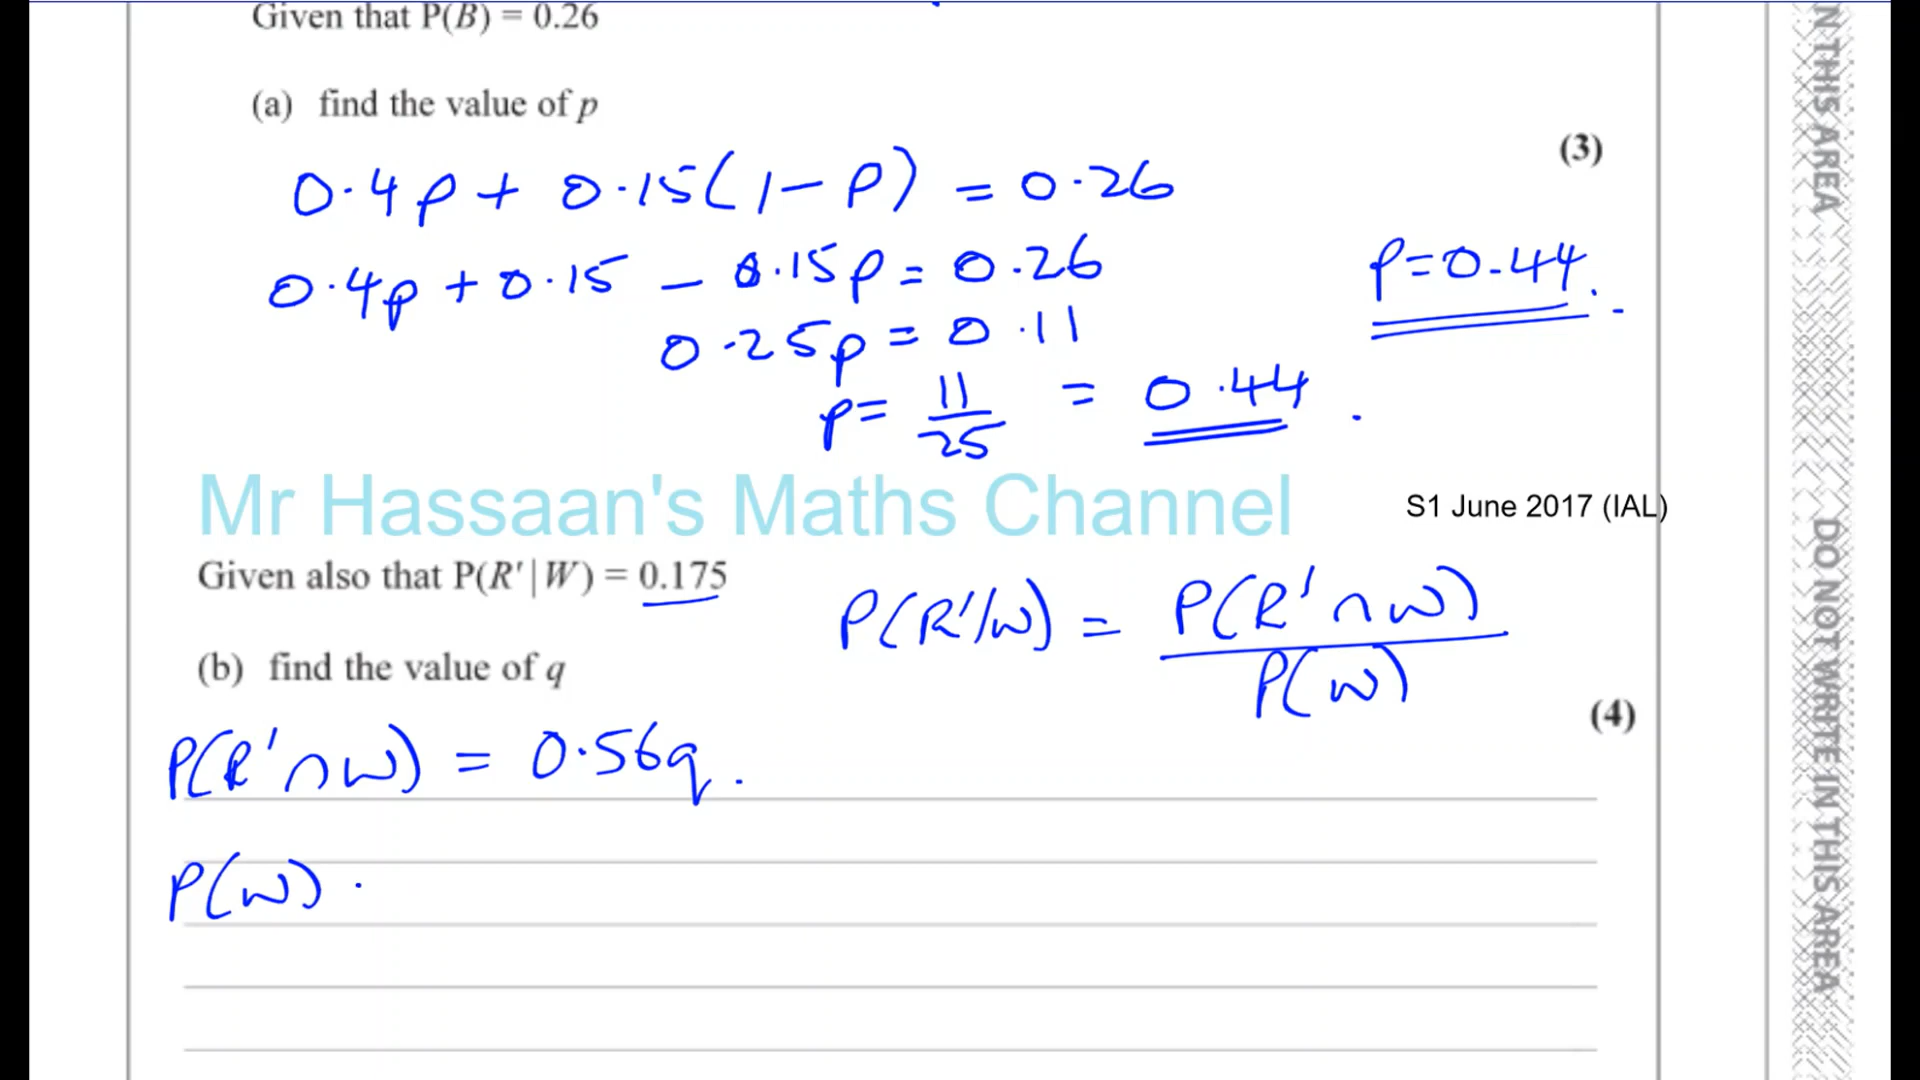 Given that P(B) = 0.26
(a) find the value of p
(3)
0.4p + 0.15(1-p) = 0.26
0.4p + 0.15 - 0.15p = 0.26
p=0.44.
0.25p = 0.11
p= 11/25 = 0.44
Mr Hassaan's Maths Channel
S1 June 2017 (IAL)
Given also that P(R'|W) = 0.175
P(R'/W) = P(R'∩W)/P(W)
(b) find the value of q
(4)
P(R'∩W) = 0.56q.
P(W)
N THIS AREA
DO NOT WRITE IN THIS AREA